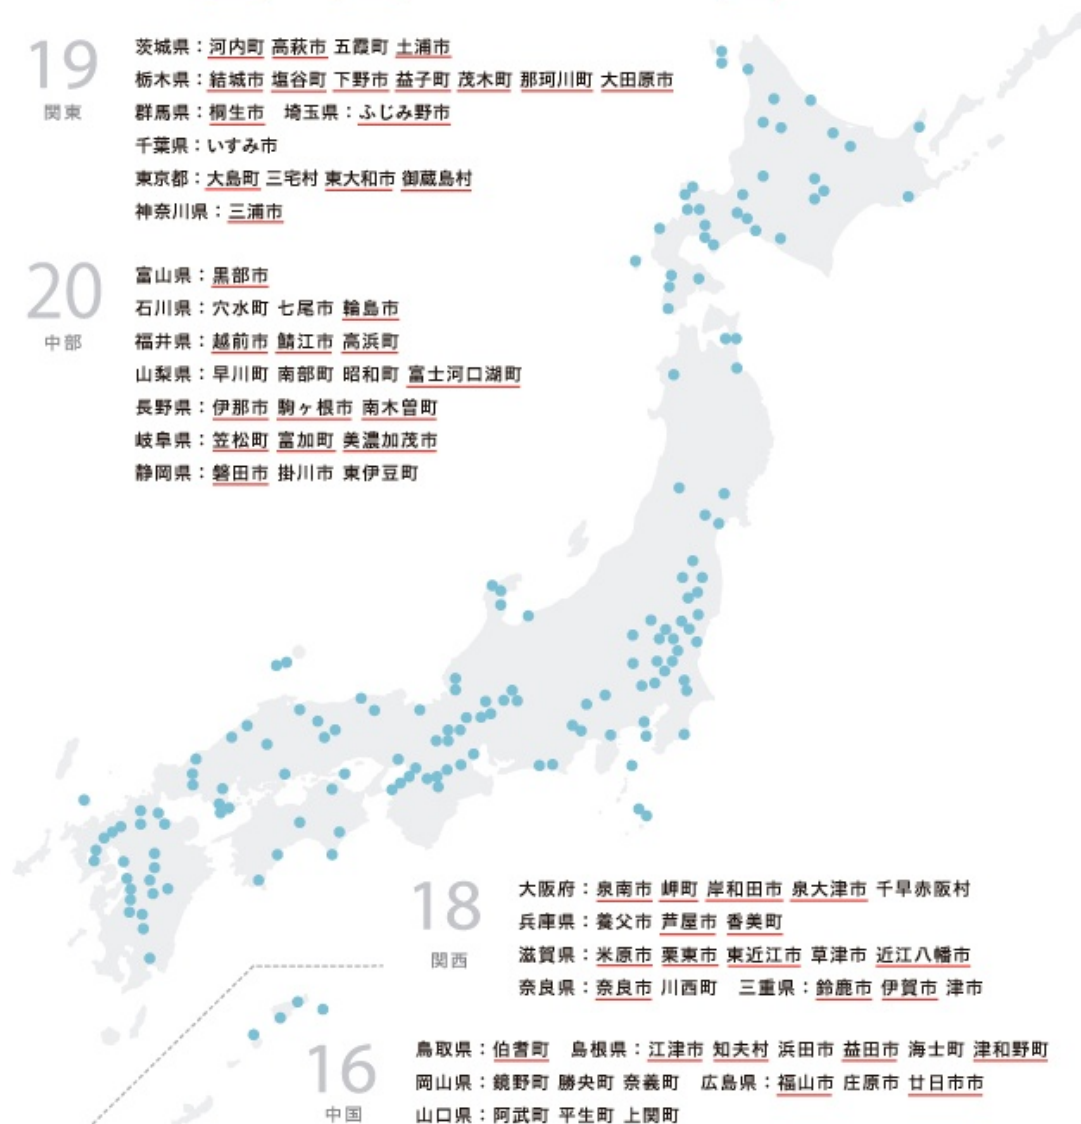 19
関東
茨城県：河内町 高萩市 五霞町 土浦市
栃木県：結城市 塩谷町 下野市 益子町 茂木町 那珂川町 大田原市
群馬県：桐生市 埼玉県：ふじみ野市
千葉県：いすみ市
東京都：大島町 三宅村 東大和市 御蔵島村
神奈川県：三浦市
20
中部
富山県：黒部市
石川県：穴水町 七尾市 輪島市
福井県：越前市 鯖江市 高浜町
山梨県：早川町 南部町 昭和町 富士河口湖町
長野県：伊那市 駒ヶ根市 南木曽町
岐阜県：笠松町 富加町 美濃加茂市
静岡県：磐田市 掛川市 東伊豆町
18
関西
大阪府：泉南市 岬町 岸和田市 泉大津市 千早赤阪村
兵庫県：養父市 芦屋市 香美町
滋賀県：米原市 栗東市 東近江市 草津市 近江八幡市
奈良県：奈良市 川西町 三重県：鈴鹿市 伊賀市 津市
16
中国
鳥取県：伯耆町 島根県：江津市 知夫村 浜田市 益田市 海士町 津和野町
岡山県：鏡野町 勝央町 奈義町 広島県：福山市 庄原市 廿日市市
山口県：阿武町 平生町 上関町